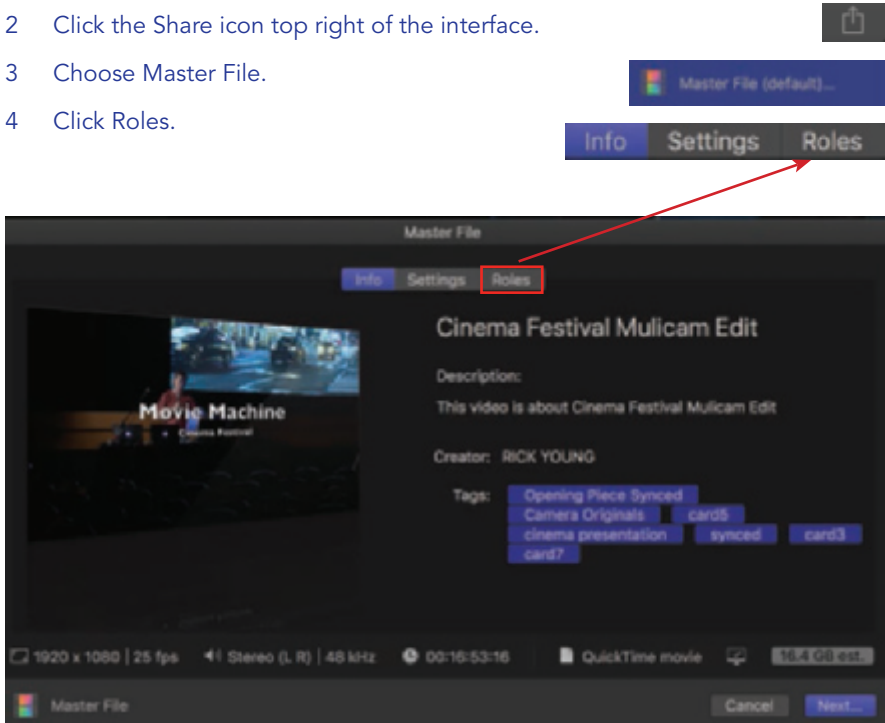 2 Click the Share icon top right of the interface.
3 Choose Master File.
Master File (default)...
4 Click Roles.
Info Settings Roles
Master File
Info Settings Roles
Cinema Festival Mulicam Edit
Description:
This video is about Cinema Festival Mulicam Edit
Creator: RICK YOUNG
Tags: Opening Piece Synced
Camera Originals card5
cinema presentation synced card3
card7
Movie Machine
Cinema Festival
1920 x 1080 | 25 fps Stereo (L R) | 48 kHz 00:16:53:16 QuickTime movie 16.4 GB est.
Master File Cancel Next...